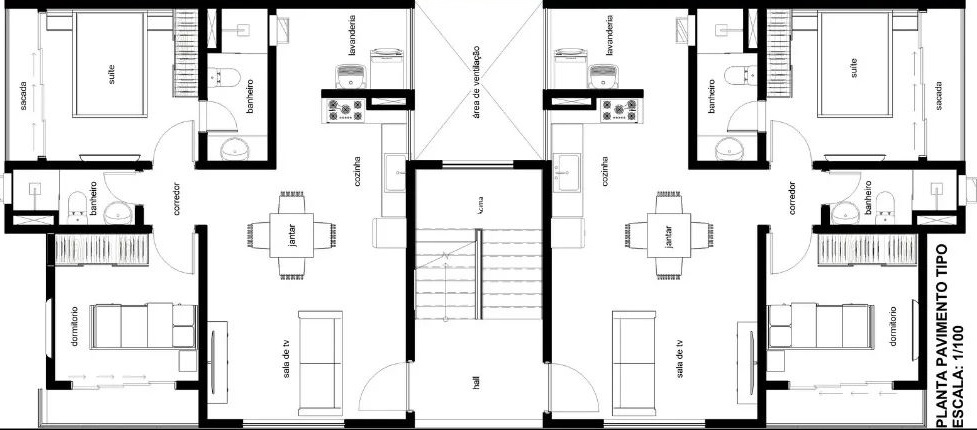 sacada
suíte
banheiro
lavanderia
área de ventilação
lavanderia
banheiro
suíte
sacada
banheiro
corredor
cozinha
jantar
cozinha
jantar
corredor
banheiro
dormitorio
sala de tv
hall
sala de tv
dormitorio
PLANTA PAVIMENTO TIPO
ESCALA: 1/100